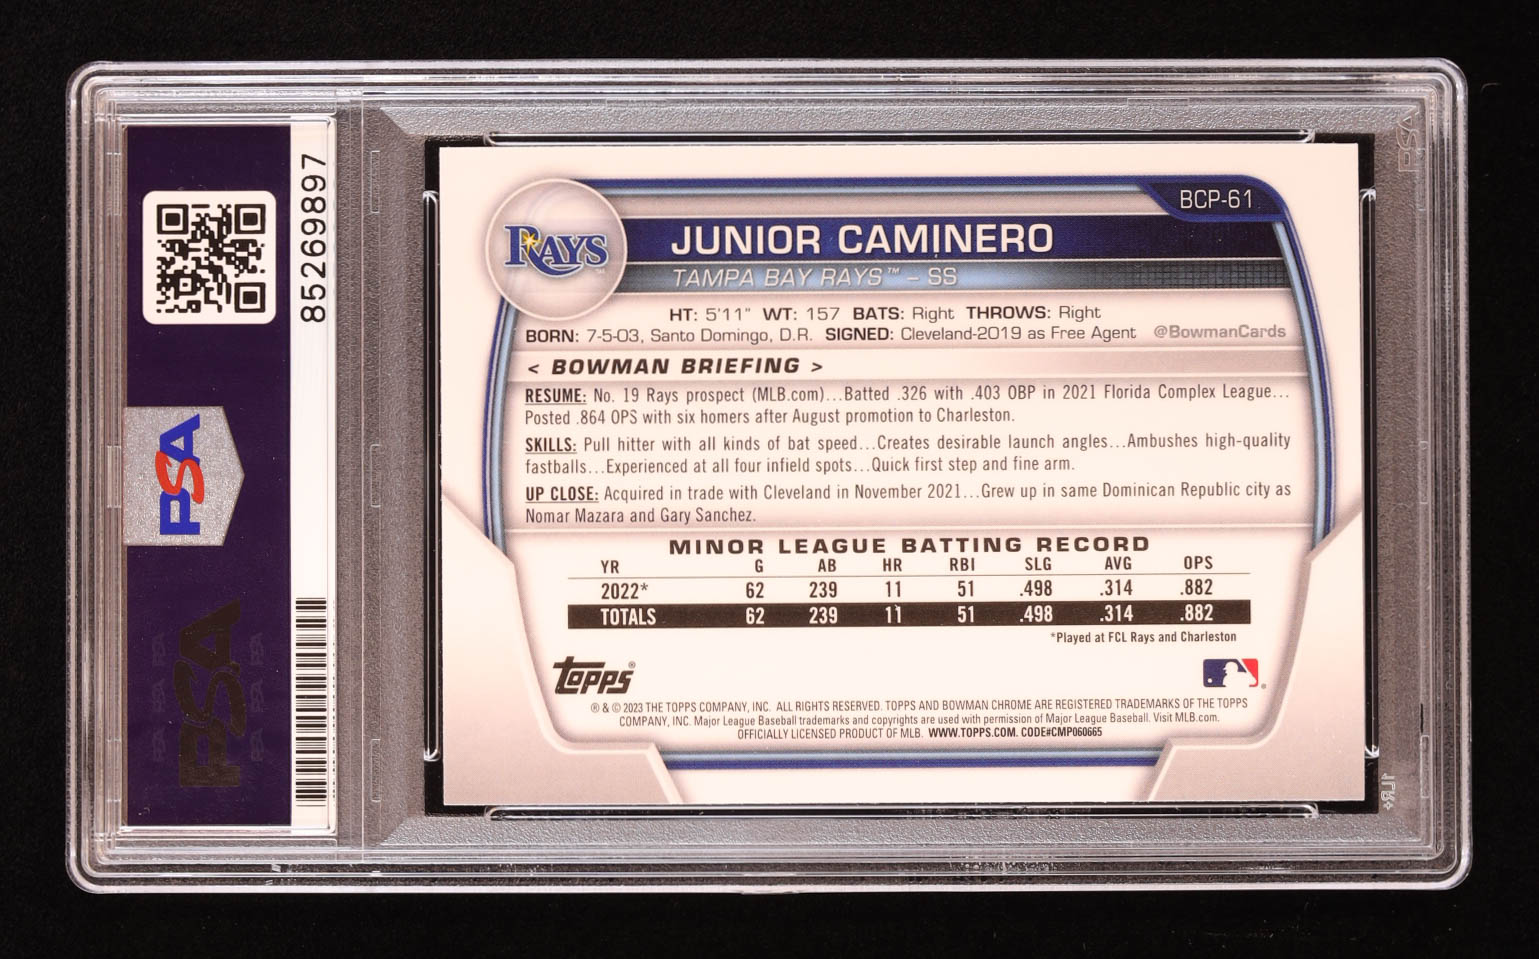 85269897
PSA
PSA
BCP-61
RAYS
JUNIOR CAMINERO
TAMPA BAY RAYS™ – SS
HT: 5'11" WT: 157 BATS: Right THROWS: Right
BORN: 7-5-03, Santo Domingo, D.R. SIGNED: Cleveland-2019 as Free Agent @BowmanCards
< BOWMAN BRIEFING >
RESUME: No. 19 Rays prospect (MLB.com)...Batted .326 with .403 OBP in 2021 Florida Complex League...
Posted .864 OPS with six homers after August promotion to Charleston.
SKILLS: Pull hitter with all kinds of bat speed...Creates desirable launch angles...Ambushes high-quality
fastballs...Experienced at all four infield spots...Quick first step and fine arm.
UP CLOSE: Acquired in trade with Cleveland in November 2021...Grew up in same Dominican Republic city as
Nomar Mazara and Gary Sanchez.
MINOR LEAGUE BATTING RECORD
YR G AB HR RBI SLG AVG OPS
2022* 62 239 11 51 .498 .314 .882
TOTALS 62 239 11 51 .498 .314 .882
*Played at FCL Rays and Charleston
Topps®
® & © 2023 THE TOPPS COMPANY, INC. ALL RIGHTS RESERVED. TOPPS AND BOWMAN CHROME ARE REGISTERED TRADEMARKS OF THE TOPPS
COMPANY, INC. Major League Baseball trademarks and copyrights are used with permission of Major League Baseball. Visit MLB.com.
OFFICIALLY LICENSED PRODUCT OF MLB. WWW.TOPPS.COM. CODE#CMP060665